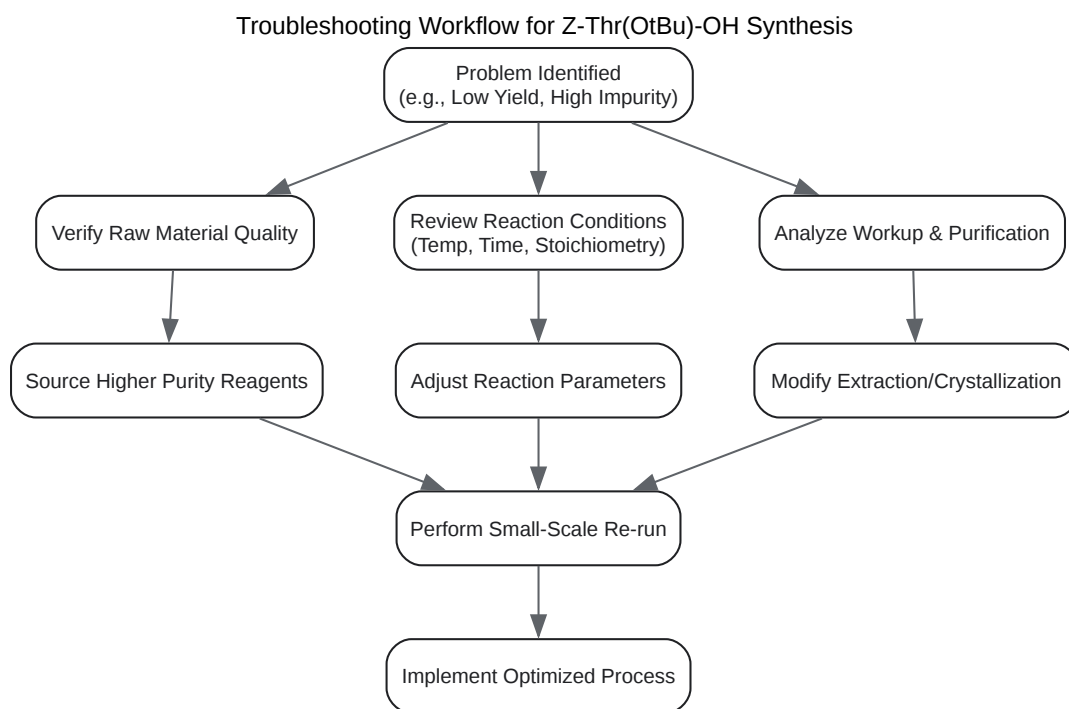 Troubleshooting Workflow for Z-Thr(OtBu)-OH Synthesis
Problem Identified
(e.g., Low Yield, High Impurity)
Verify Raw Material Quality
Review Reaction Conditions
(Temp, Time, Stoichiometry)
Analyze Workup & Purification
Source Higher Purity Reagents
Adjust Reaction Parameters
Modify Extraction/Crystallization
Perform Small-Scale Re-run
Implement Optimized Process